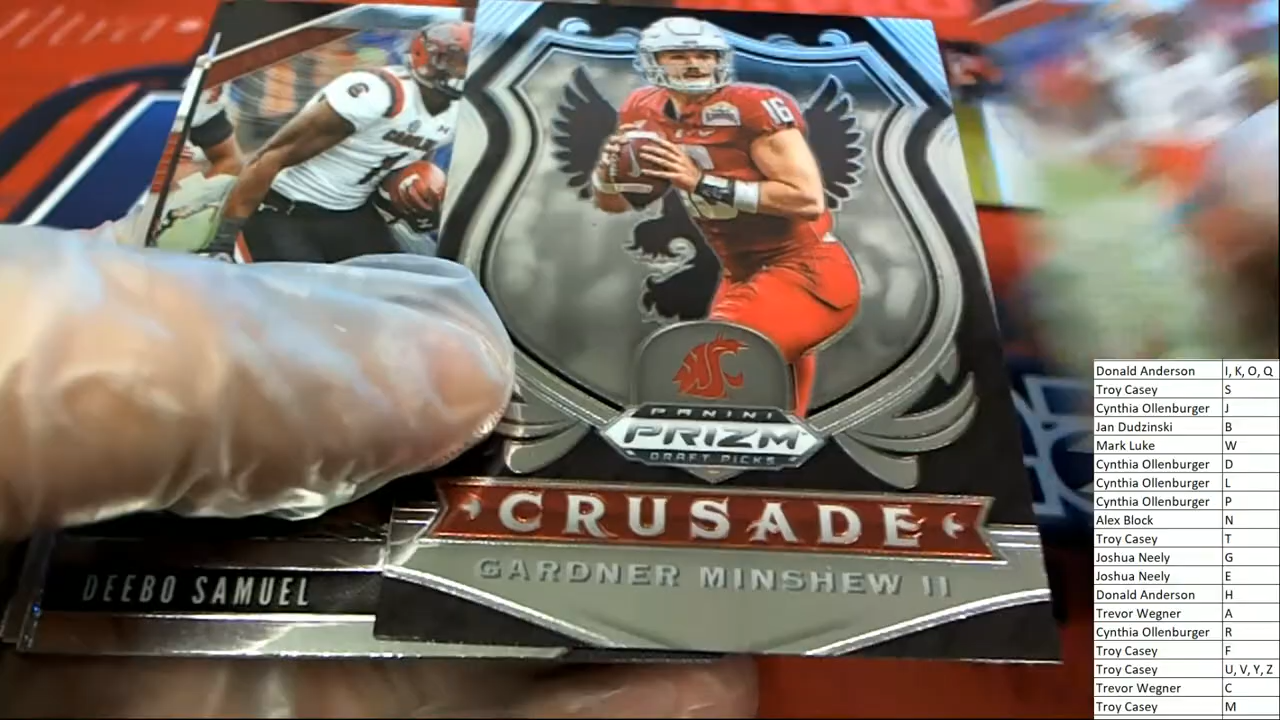 16
1
PANINI
PRIZM
DRAFT PICKS
CRUSADE
GARDNER MINSHEW II
DEEBO SAMUEL
Donald Anderson I, K, O, Q
Troy Casey S
Cynthia Ollenburger J
Jan Dudzinski B
Mark Luke W
Cynthia Ollenburger D
Cynthia Ollenburger L
Cynthia Ollenburger P
Alex Block N
Troy Casey T
Joshua Neely G
Joshua Neely E
Donald Anderson H
Trevor Wegner A
Cynthia Ollenburger R
Troy Casey F
Troy Casey U, V, Y, Z
Trevor Wegner C
Troy Casey M